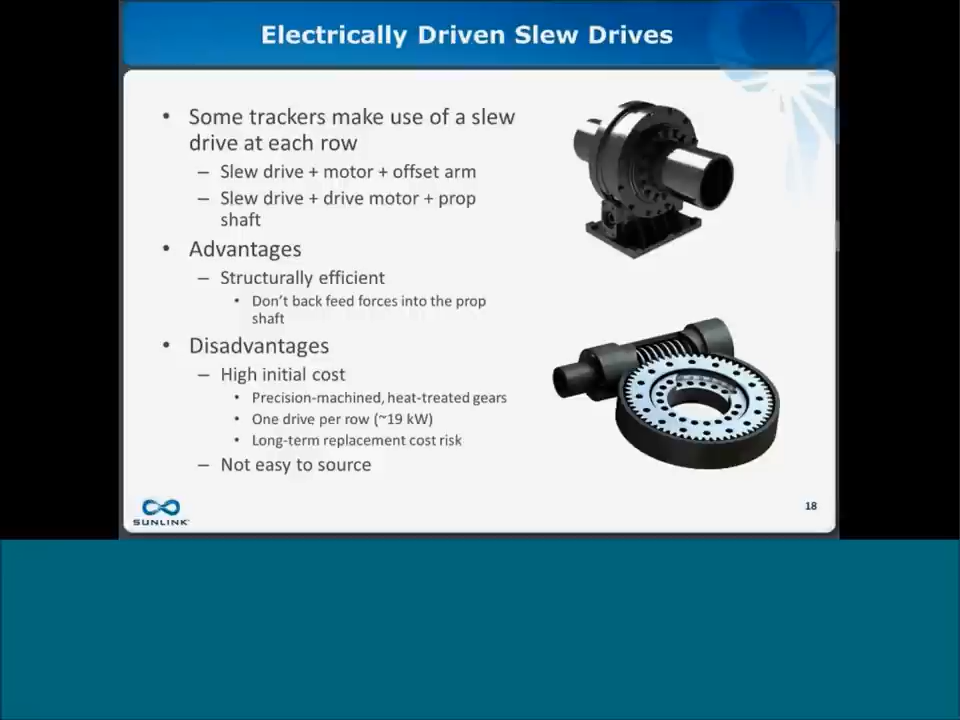 Electrically Driven Slew Drives
• Some trackers make use of a slew
drive at each row
– Slew drive + motor + offset arm
– Slew drive + drive motor + prop
shaft
• Advantages
– Structurally efficient
• Don't back feed forces into the prop
shaft
• Disadvantages
– High initial cost
• Precision-machined, heat-treated gears
• One drive per row (~19 kW)
• Long-term replacement cost risk
– Not easy to source
SUNLINK
18